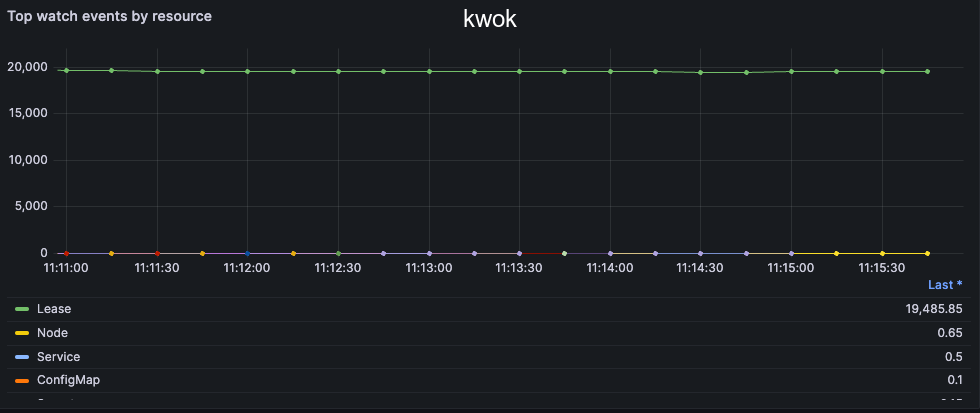 Top watch events by resource
kwok
20,000
15,000
10,000
5,000
0
11:11:00 11:11:30 11:12:00 11:12:30 11:13:00 11:13:30 11:14:00 11:14:30 11:15:00 11:15:30
Last *
Lease 19,485.85
Node 0.65
Service 0.5
ConfigMap 0.1